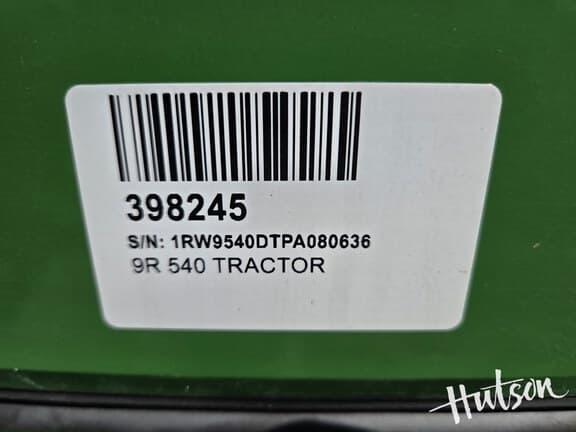 398245
S/N: 1RW9540DTPA080636
9R 540 TRACTOR
Hutson